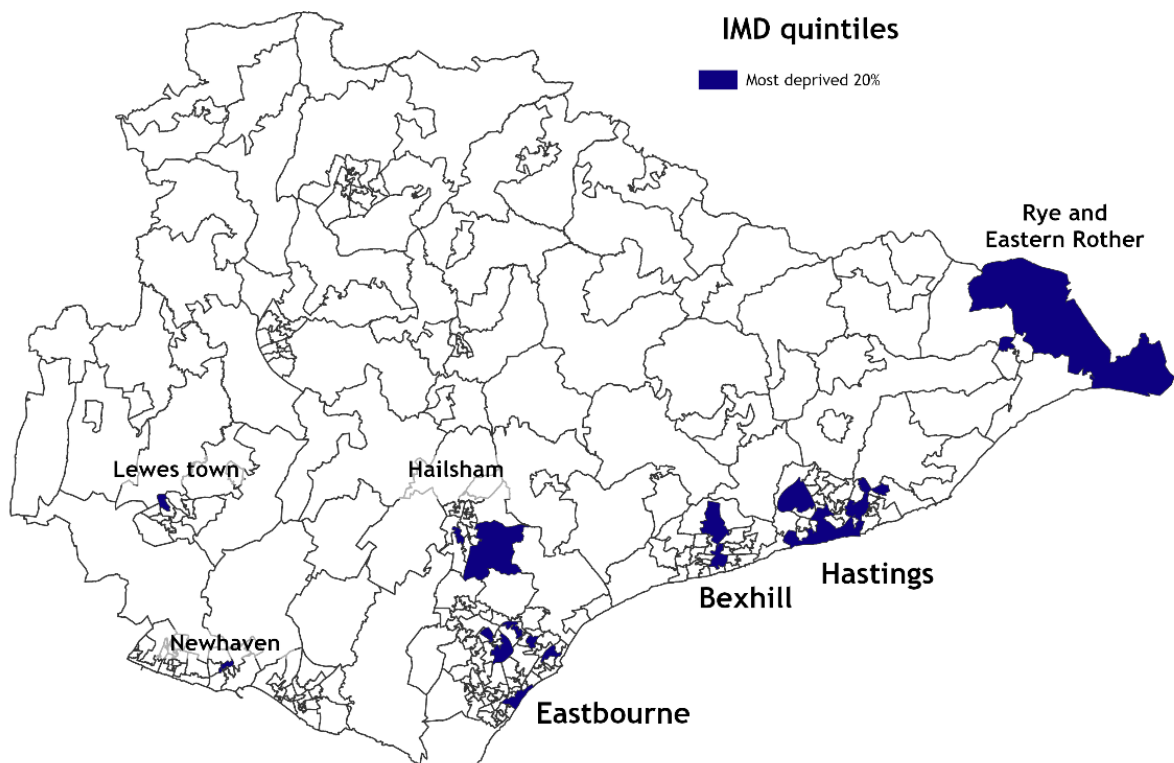 IMD quintiles
Most deprived 20%
Rye and
Eastern Rother
Lewes town
Hailsham
Hastings
Bexhill
Newhaven
Eastbourne